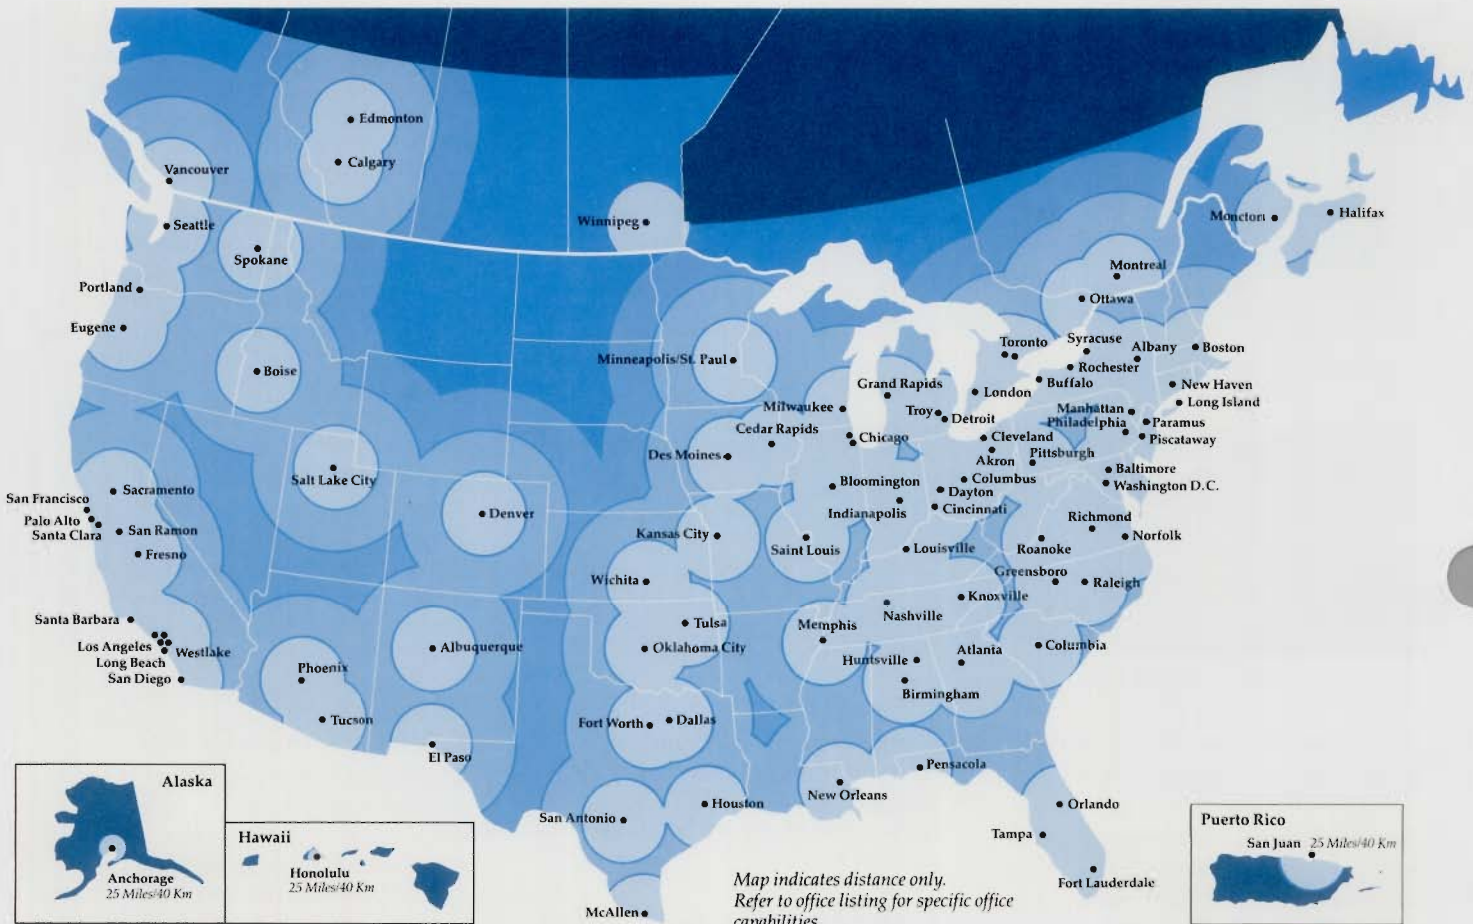 Edmonton
Calgary
Vancouver
Seattle
Winnipeg
Moncton
Halifax
Spokane
Montreal
Portland
Ottawa
Eugene
Toronto
Syracuse
Albany
Boston
Minneapolis/St. Paul
Rochester
Boise
Buffalo
New Haven
Grand Rapids
London
Long Island
Milwaukee
Troy
Detroit
Manhattan
Philadelphia
Paramus
Cedar Rapids
Chicago
Cleveland
Piscataway
Des Moines
Akron
Pittsburgh
Baltimore
Salt Lake City
Bloomington
Columbus
Washington D.C.
Dayton
Sacramento
San Francisco
Denver
Indianapolis
Cincinnati
Palo Alto
Santa Clara
San Ramon
Richmond
Kansas City
Norfolk
Fresno
Saint Louis
Louisville
Roanoke
Greensboro
Wichita
Raleigh
Knoxville
Santa Barbara
Nashville
Tulsa
Memphis
Los Angeles
Westlake
Albuquerque
Oklahoma City
Atlanta
Columbia
Long Beach
Huntsville
San Diego
Phoenix
Birmingham
Tucson
Fort Worth
Dallas
El Paso
Pensacola
New Orleans
Houston
Orlando
San Antonio
Tampa
Fort Lauderdale
McAllen
Alaska
Anchorage
25 Miles/40 Km
Hawaii
Honolulu
25 Miles/40 Km
Puerto Rico
San Juan 25 Miles/40 Km
Map indicates distance only.
Refer to office listing for specific office
capabilities.